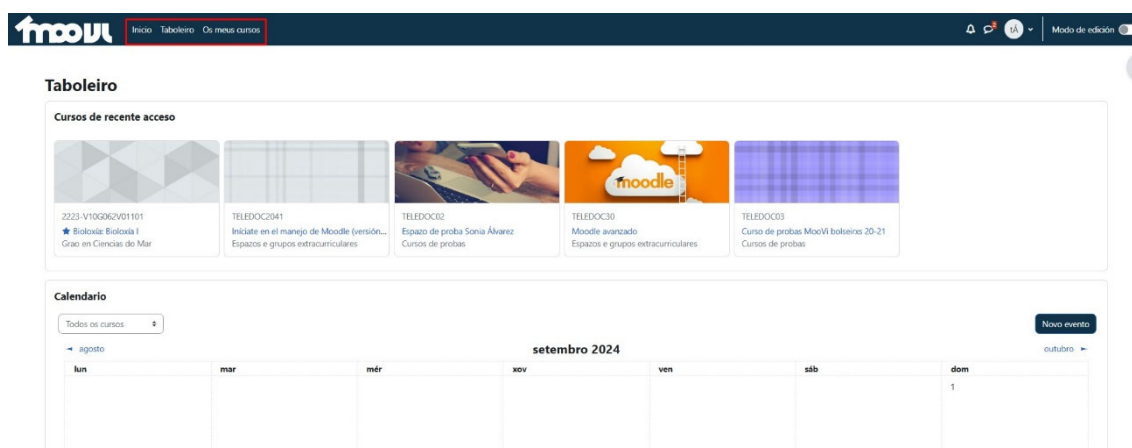 moovi
Inicio Taboleiro Os meus cursos
2
tÁ
Modo de edición
Taboleiro
Cursos de recente acceso
moodle
2223-V10G062V01101
Bioloxía: Bioloxía I
Grao en Ciencias do Mar
TELEDOC2041
Iníciate en el manejo de Moodle (versión...
Espazos e grupos extracurriculares
TELEDOC02
Espazo de proba Sonia Álvarez
Cursos de probas
TELEDOC30
Moodle avanzado
Espazos e grupos extracurriculares
TELEDOC03
Curso de probas MooVi bolseiros 20-21
Cursos de probas
Calendario
Todos os cursos
Novo evento
agosto
setembro 2024
outubro
lun mar mér xov ven sáb dom
1